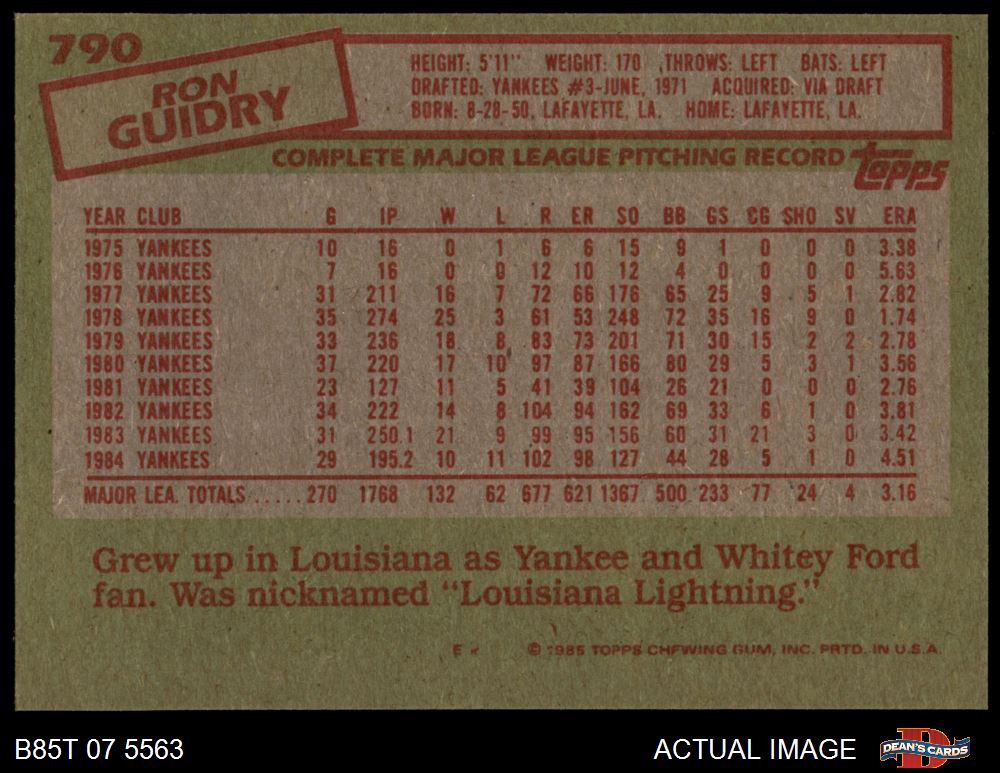 790
RON
GUIDRY
HEIGHT: 5'11" WEIGHT: 170 THROWS: LEFT BATS: LEFT
DRAFTED: YANKEES #3-JUNE, 1971 ACQUIRED: VIA DRAFT
BORN: 8-28-50, LAFAYETTE, LA. HOME: LAFAYETTE, LA.
COMPLETE MAJOR LEAGUE PITCHING RECORD topps
YEAR CLUB G IP W L R ER SO BB GS CG SHO SV ERA
1975 YANKEES 10 16 0 1 6 6 15 9 1 0 0 0 3.38
1976 YANKEES 7 16 0 0 12 10 12 4 0 0 0 0 5.63
1977 YANKEES 31 211 16 7 72 66 176 65 25 9 5 1 2.82
1978 YANKEES 35 274 25 3 61 53 248 72 35 16 9 0 1.74
1979 YANKEES 33 236 18 8 83 73 201 71 30 15 2 2 2.78
1980 YANKEES 37 220 17 10 97 87 166 80 29 5 3 1 3.56
1981 YANKEES 23 127 11 5 41 39 104 26 21 0 0 0 2.76
1982 YANKEES 34 222 14 8 104 94 162 69 33 6 1 0 3.81
1983 YANKEES 31 250.1 21 9 99 95 156 60 31 21 3 0 3.42
1984 YANKEES 29 195.2 10 11 102 98 127 44 28 5 1 0 4.51
MAJOR LEA. TOTALS ..... 270 1768 132 62 677 621 1367 500 233 77 24 4 3.16
Grew up in Louisiana as Yankee and Whitey Ford
fan. Was nicknamed "Louisiana Lightning."
E © 1985 TOPPS CHEWING GUM, INC. PRTD. IN U.S.A.
B85T 07 5563 ACTUAL IMAGE DEAN'S CARDS